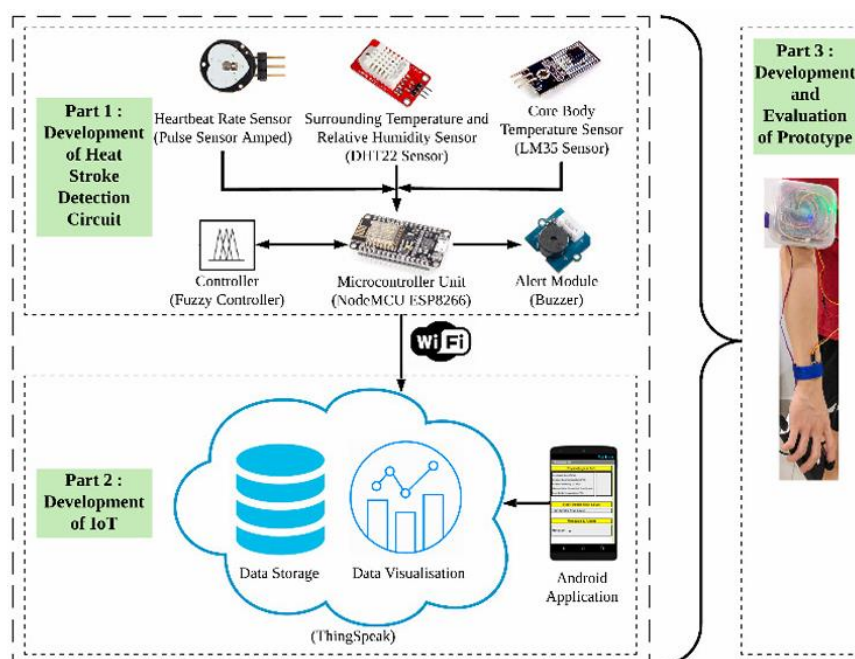 Part 1 :
Development
of Heat
Stroke
Detection
Circuit
Heartbeat Rate Sensor
(Pulse Sensor Amped)
Surrounding Temperature and
Relative Humidity Sensor
(DHT22 Sensor)
Core Body
Temperature Sensor
(LM35 Sensor)
Controller
(Fuzzy Controller)
Microcontroller Unit
(NodeMCU ESP8266)
Alert Module
(Buzzer)
WiFi
Part 2 :
Development
of IoT
Data Storage
Data Visualisation
(ThingSpeak)
Android
Application
Part 3 :
Development
and
Evaluation
of Prototype